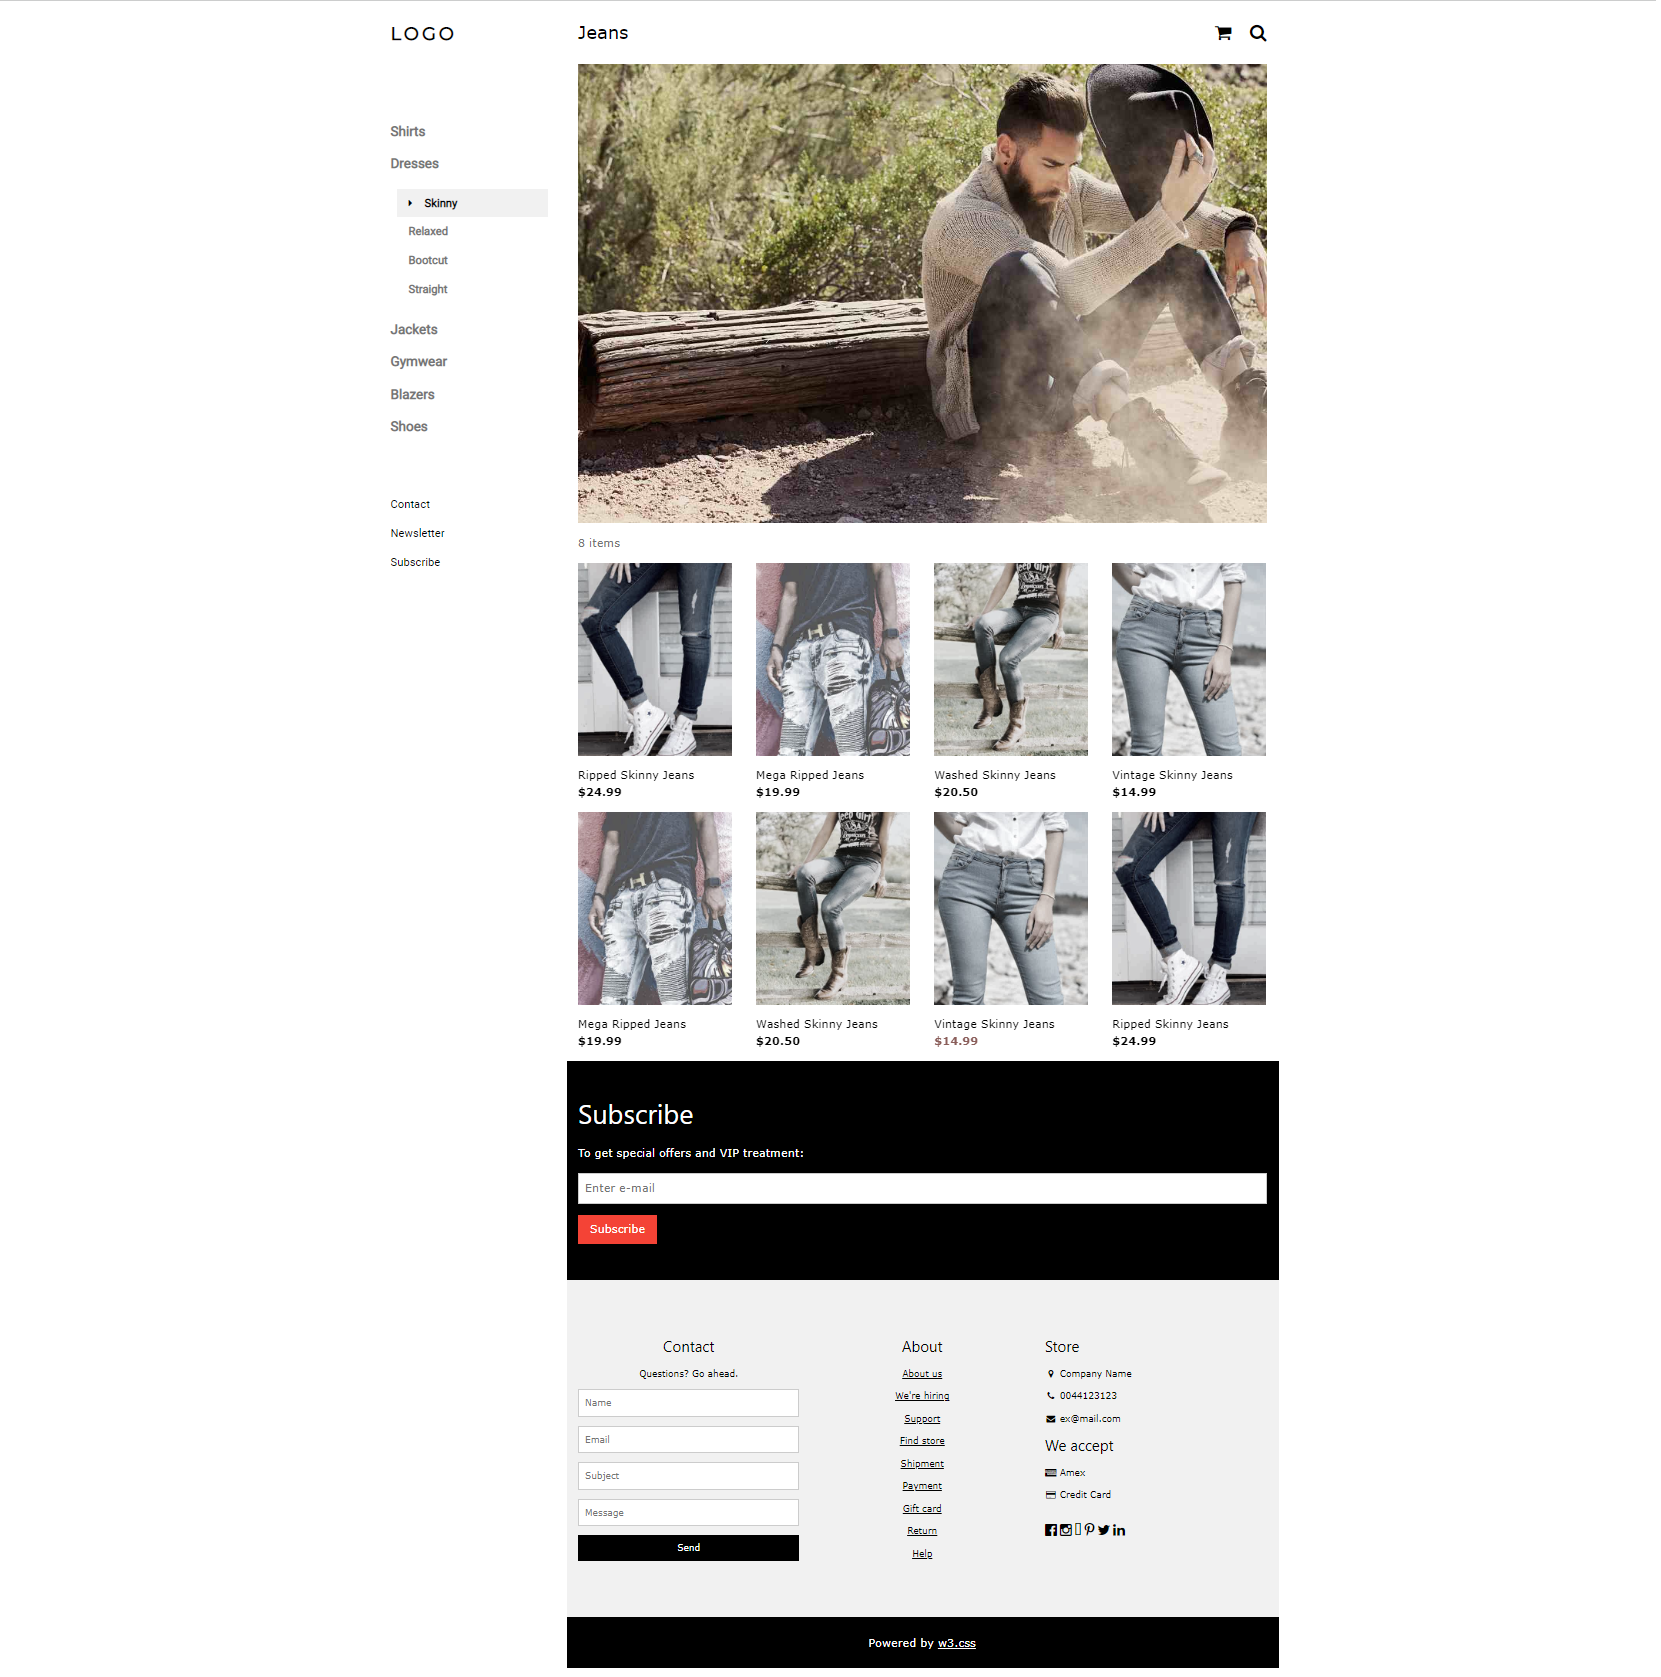 LOGO
Jeans
Shirts
Dresses
Skinny
Relaxed
Bootcut
Straight
Jackets
Gymwear
Blazers
Shoes
Contact
Newsletter
Subscribe
8 items
Ripped Skinny Jeans
$24.99
Mega Ripped Jeans
$19.99
Washed Skinny Jeans
$20.50
Vintage Skinny Jeans
$14.99
Mega Ripped Jeans
$19.99
Washed Skinny Jeans
$20.50
Vintage Skinny Jeans
$14.99
Ripped Skinny Jeans
$24.99
Subscribe
To get special offers and VIP treatment:
Enter e-mail
Subscribe
Contact
Questions? Go ahead.
Name
Email
Subject
Message
Send
About
About us
We're hiring
Support
Find store
Shipment
Payment
Gift card
Return
Help
Store
Company Name
0044123123
ex@mail.com
We accept
Amex
Credit Card
Powered by w3.css